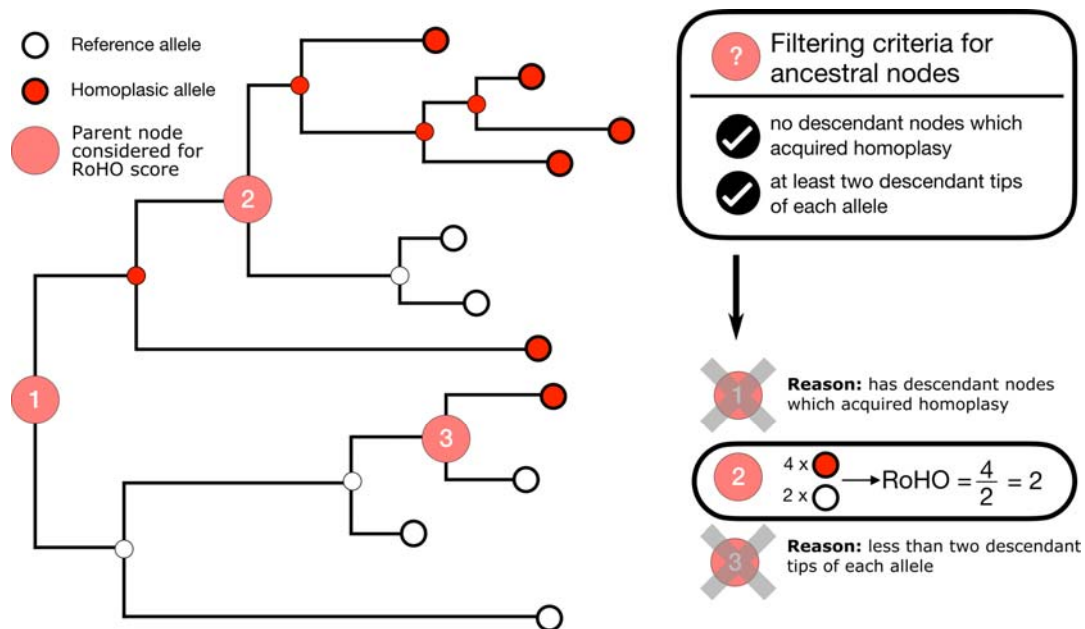 Reference allele
Homoplasic allele
Parent node
considered for
RoHO score
2
1
3
?
Filtering criteria for
ancestral nodes
no descendant nodes which
acquired homoplasy
at least two descendant tips
of each allele
1
Reason: has descendant nodes
which acquired homoplasy
2
4 x
2 x
RoHO = 4/2 = 2
3
Reason: less than two descendant
tips of each allele